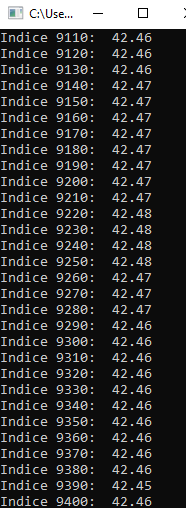 C:\Use...
Indice 9110: 42.46
Indice 9120: 42.46
Indice 9130: 42.46
Indice 9140: 42.47
Indice 9150: 42.47
Indice 9160: 42.47
Indice 9170: 42.47
Indice 9180: 42.47
Indice 9190: 42.47
Indice 9200: 42.47
Indice 9210: 42.47
Indice 9220: 42.48
Indice 9230: 42.48
Indice 9240: 42.48
Indice 9250: 42.48
Indice 9260: 42.47
Indice 9270: 42.47
Indice 9280: 42.47
Indice 9290: 42.46
Indice 9300: 42.46
Indice 9310: 42.46
Indice 9320: 42.46
Indice 9330: 42.46
Indice 9340: 42.46
Indice 9350: 42.46
Indice 9360: 42.46
Indice 9370: 42.46
Indice 9380: 42.46
Indice 9390: 42.45
Indice 9400: 42.46